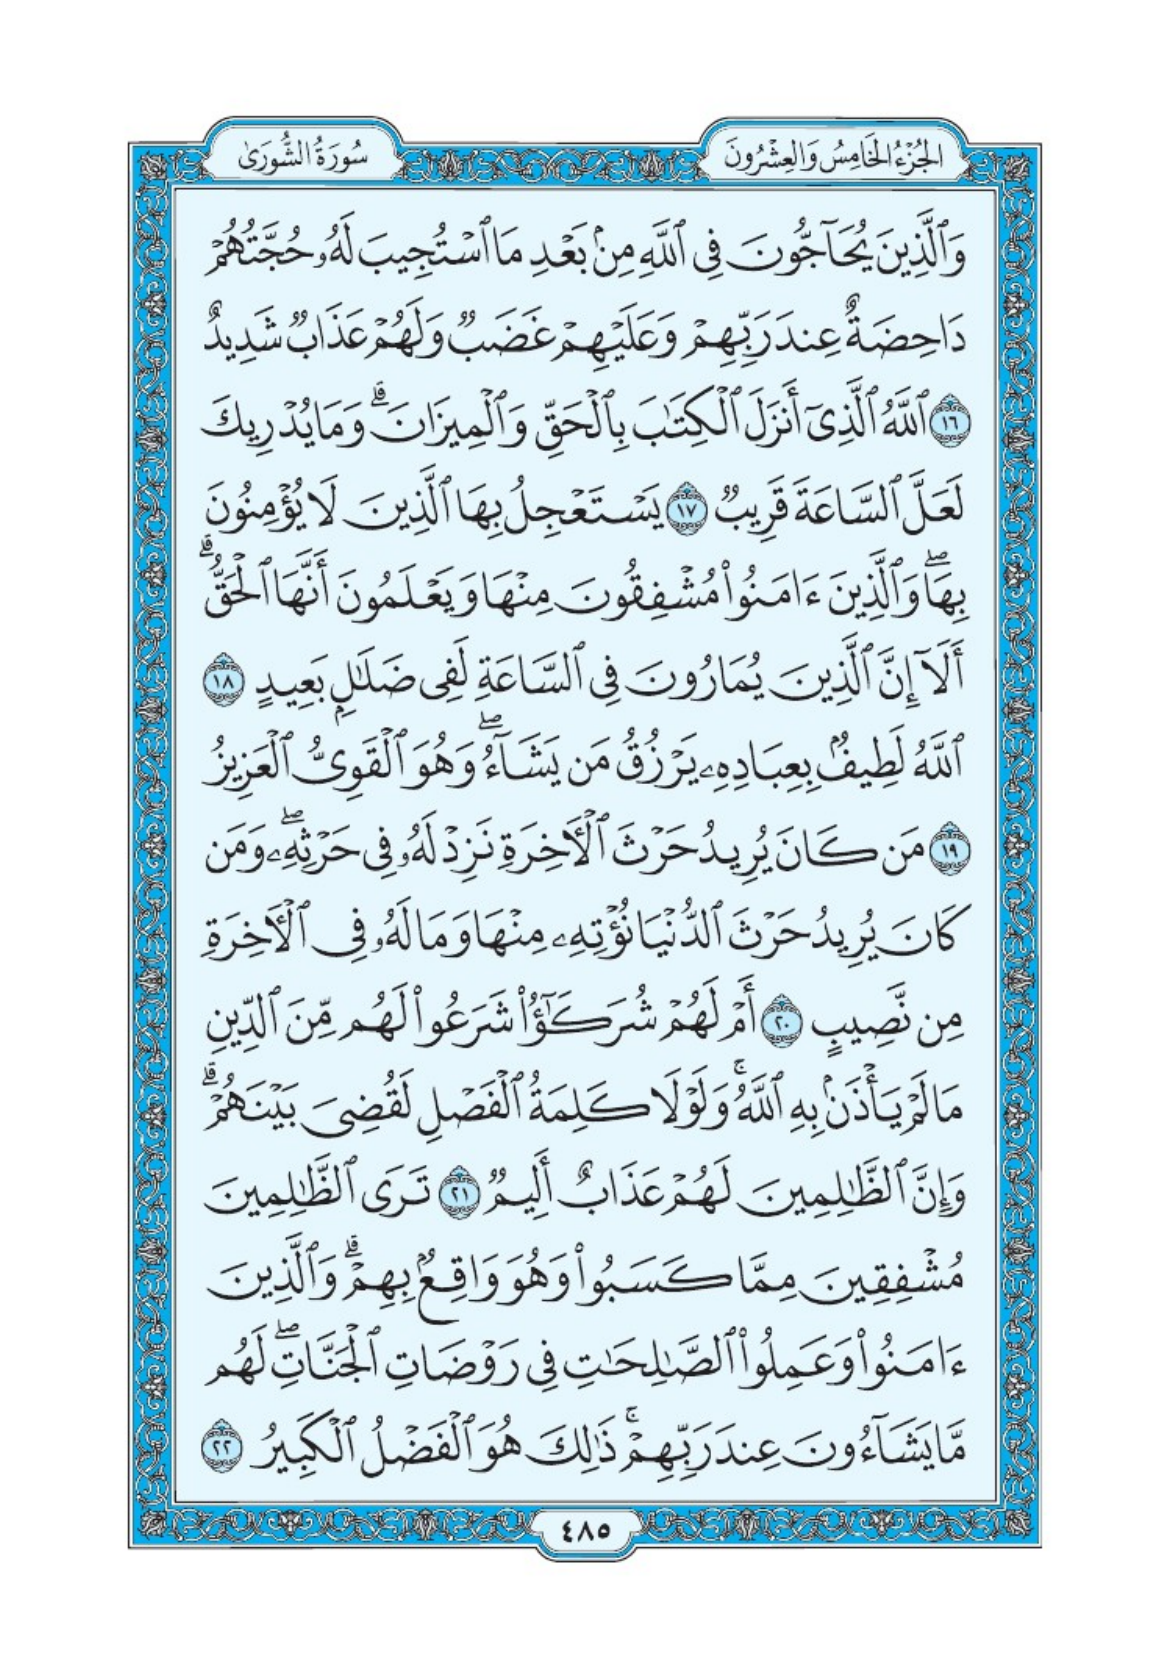 الجُزْءُ الخَامِسُ وَالعِشْرُونَ
سُورَةُ الشُّورَىٰ
وَٱلَّذِينَ يُحَآجُّونَ فِى ٱللَّهِ مِنۢ بَعْدِ مَا ٱسْتُجِيبَ لَهُۥ حُجَّتُهُمْ
دَاحِضَةٌ عِندَ رَبِّهِمْ وَعَلَيْهِمْ غَضَبٌ وَلَهُمْ عَذَابٌ شَدِيدٌ
١٦ ٱللَّهُ ٱلَّذِىٓ أَنزَلَ ٱلْكِتَٰبَ بِٱلْحَقِّ وَٱلْمِيزَانَ ۗ وَمَا يُدْرِيكَ
لَعَلَّ ٱلسَّاعَةَ قَرِيبٌ ١٧ يَسْتَعْجِلُ بِهَا ٱلَّذِينَ لَا يُؤْمِنُونَ
بِهَا ۖ وَٱلَّذِينَ ءَامَنُوا۟ مُشْفِقُونَ مِنْهَا وَيَعْلَمُونَ أَنَّهَا ٱلْحَقُّ ۗ
أَلَآ إِنَّ ٱلَّذِينَ يُمَارُونَ فِى ٱلسَّاعَةِ لَفِى ضَلَٰلٍۭ بَعِيدٍ ١٨
ٱللَّهُ لَطِيفٌۢ بِعِبَادِهِۦ يَرْزُقُ مَن يَشَآءُ ۖ وَهُوَ ٱلْقَوِىُّ ٱلْعَزِيزُ
١٩ مَن كَانَ يُرِيدُ حَرْثَ ٱلْءَاخِرَةِ نَزِدْ لَهُۥ فِى حَرْثِهِۦ ۖ وَمَن
كَانَ يُرِيدُ حَرْثَ ٱلدُّنْيَا نُؤْتِهِۦ مِنْهَا وَمَا لَهُۥ فِى ٱلْءَاخِرَةِ
مِن نَّصِيبٍ ٢٠ أَمْ لَهُمْ شُرَكَٰٓؤُا۟ شَرَعُوا۟ لَهُم مِّنَ ٱلدِّينِ
مَا لَمْ يَأْذَنۢ بِهِ ٱللَّهُ ۚ وَلَوْلَا كَلِمَةُ ٱلْفَصْلِ لَقُضِىَ بَيْنَهُمْ ۗ
وَإِنَّ ٱلظَّٰلِمِينَ لَهُمْ عَذَابٌ أَلِيمٌ ٢١ تَرَى ٱلظَّٰلِمِينَ
مُشْفِقِينَ مِمَّا كَسَبُوا۟ وَهُوَ وَاقِعٌۢ بِهِمْ ۗ وَٱلَّذِينَ
ءَامَنُوا۟ وَعَمِلُوا۟ ٱلصَّٰلِحَٰتِ فِى رَوْضَاتِ ٱلْجَنَّاتِ ۖ لَهُم
مَّا يَشَآءُونَ عِندَ رَبِّهِمْ ۚ ذَٰلِكَ هُوَ ٱلْفَضْلُ ٱلْكَبِيرُ ٢٢
٤٨٥